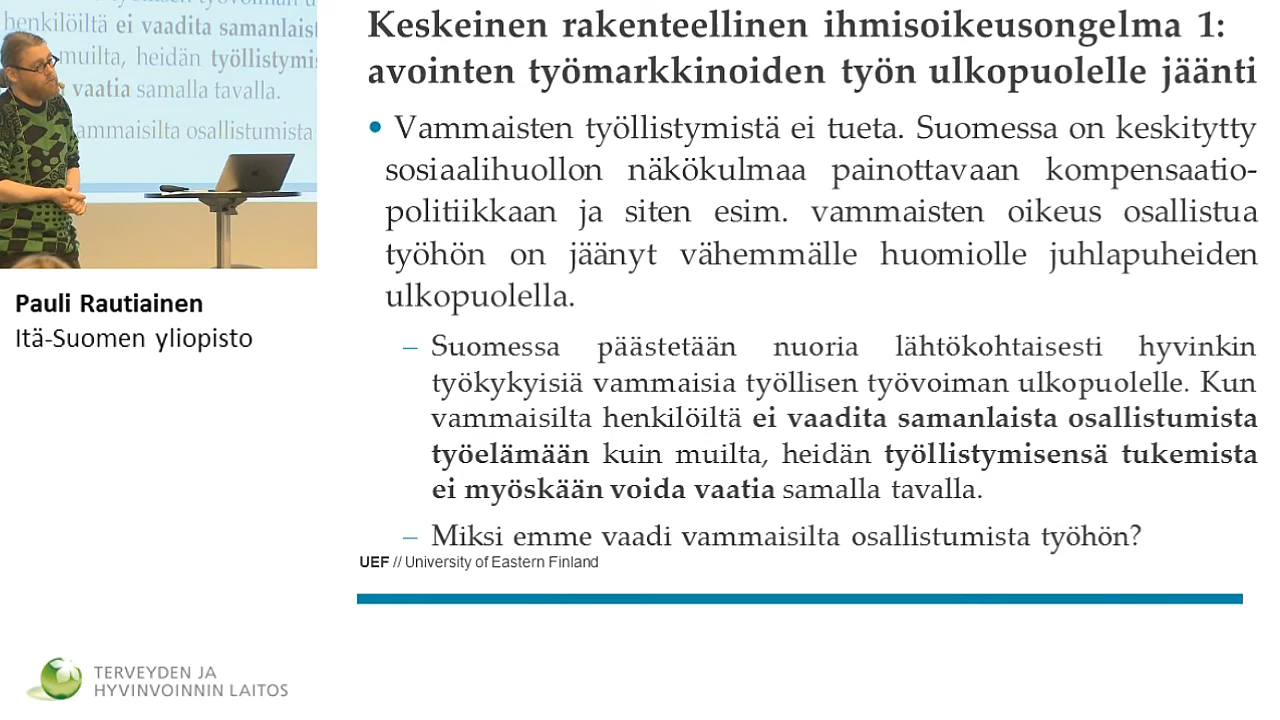 työmisen työvoiman u
henkilöiltä ei vaadita samanlaist
muilta, heidän työllistymis
vaatia samalla tavalla.
ammaisilta osallistumista
Pauli Rautiainen
Itä-Suomen yliopisto
Keskeinen rakenteellinen ihmisoikeusongelma 1:
avointen työmarkkinoiden työn ulkopuolelle jäänti
• Vammaisten työllistymistä ei tueta. Suomessa on keskitytty
sosiaalihuollon näkökulmaa painottavaan kompensaatio-
politiikkaan ja siten esim. vammaisten oikeus osallistua
työhön on jäänyt vähemmälle huomiolle juhlapuheiden
ulkopuolella.
– Suomessa päästetään nuoria lähtökohtaisesti hyvinkin
työkykyisiä vammaisia työllisen työvoiman ulkopuolelle. Kun
vammaisilta henkilöiltä ei vaadita samanlaista osallistumista
työelämään kuin muilta, heidän työllistymisensä tukemista
ei myöskään voida vaatia samalla tavalla.
– Miksi emme vaadi vammaisilta osallistumista työhön?
UEF // University of Eastern Finland
TERVEYDEN JA
HYVINVOINNIN LAITOS